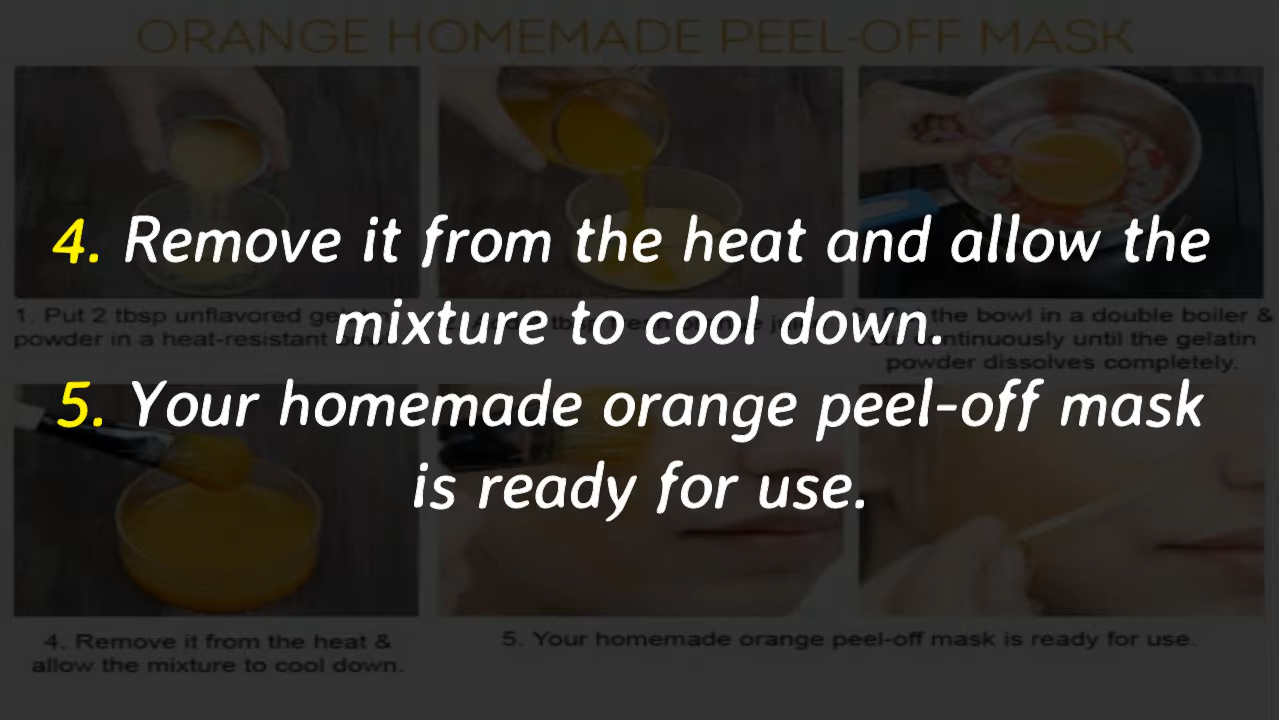 ORANGE HOMEMADE PEEL-OFF MASK
4. Remove it from the heat and allow the
mixture to cool down.
5. Your homemade orange peel-off mask
is ready for use.
1. Put 2 tbsp unflavored
powder in a heat-resistant
the bowl in a double boiler &
until the gelatin
powder dissolves completely.
4. Remove it from the heat &
allow the mixture to cool down.
5. Your homemade orange peel-off mask is ready for use.